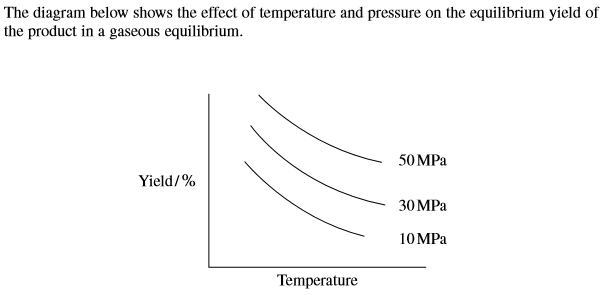 The diagram below shows the effect of temperature and pressure on the equilibrium yield of
the product in a gaseous equilibrium.
50 MPa
Yield / %
30 MPa
10 MPa
Temperature